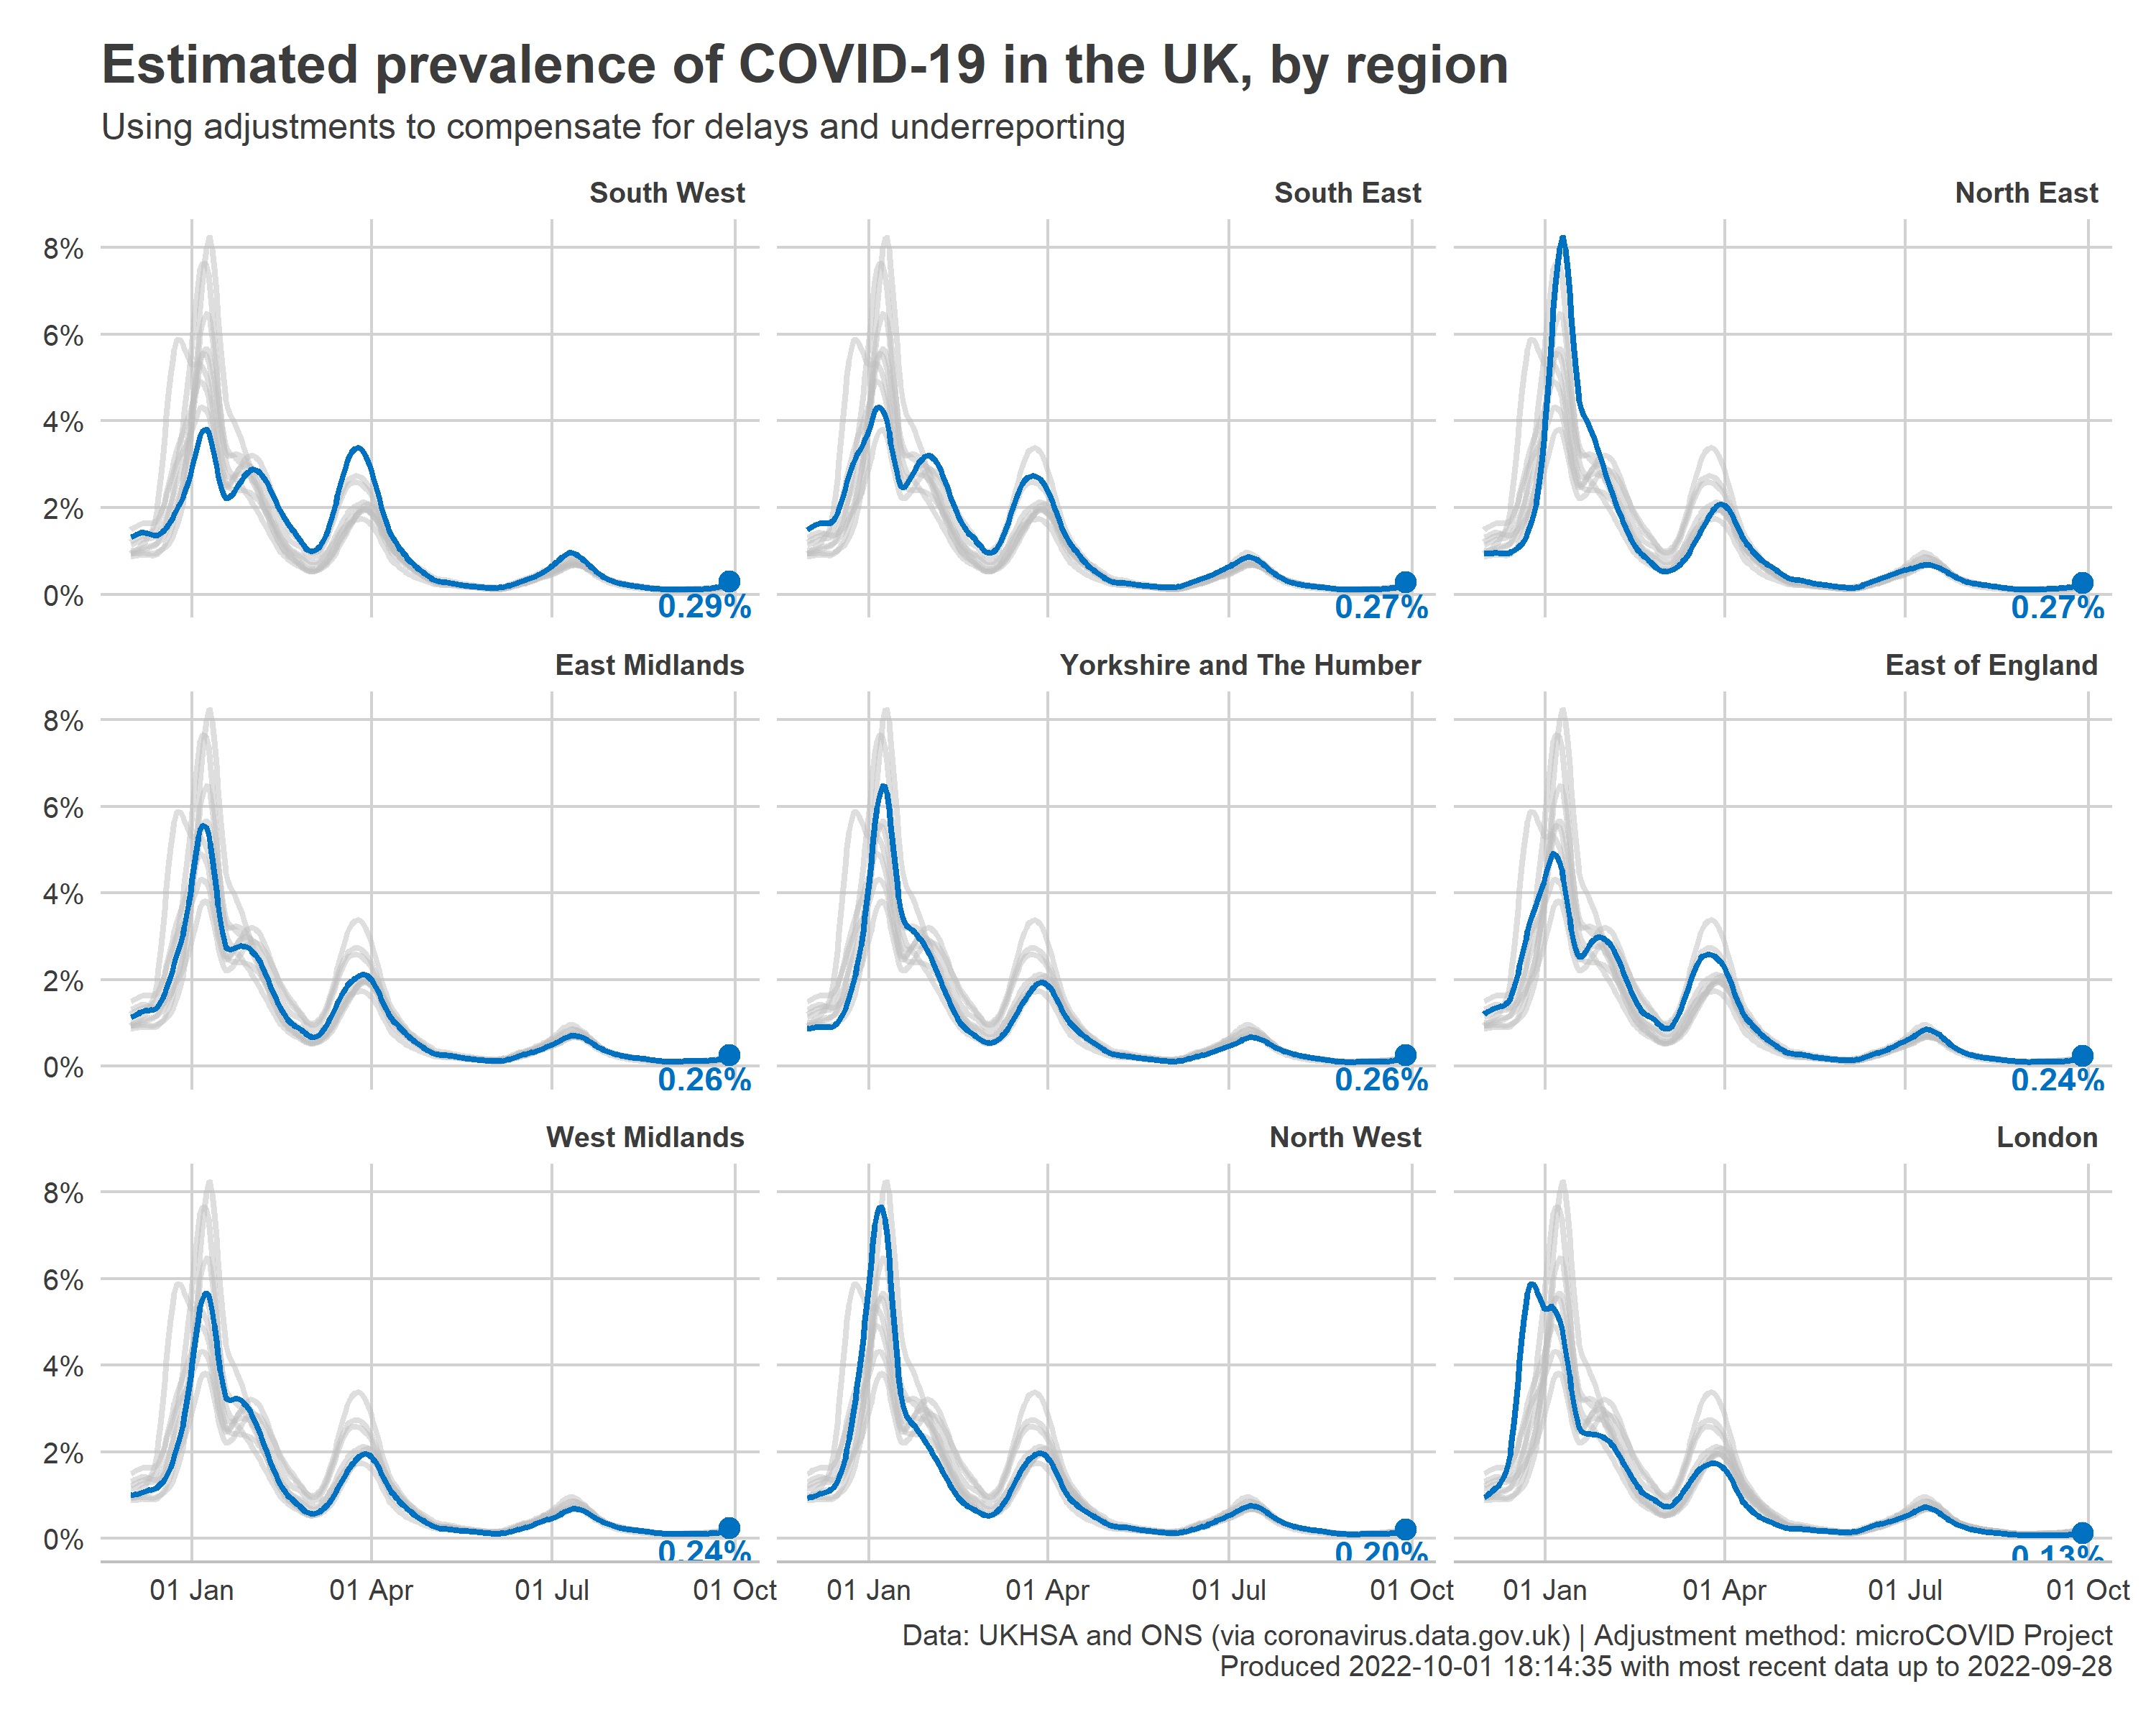 Estimated prevalence of COVID-19 in the UK, by region
Using adjustments to compensate for delays and underreporting
South West
South East
North East
8%
6%
4%
2%
0%
0.29%
0.27%
0.27%
East Midlands
Yorkshire and The Humber
East of England
8%
6%
4%
2%
0%
0.26%
0.26%
0.24%
West Midlands
North West
London
8%
6%
4%
2%
0%
0.24%
0.20%
0.13%
01 Jan 01 Apr 01 Jul 01 Oct 01 Jan 01 Apr 01 Jul 01 Oct 01 Jan 01 Apr 01 Jul 01 Oct
Data: UKHSA and ONS (via coronavirus.data.gov.uk) | Adjustment method: microCOVID Project
Produced 2022-10-01 18:14:35 with most recent data up to 2022-09-28